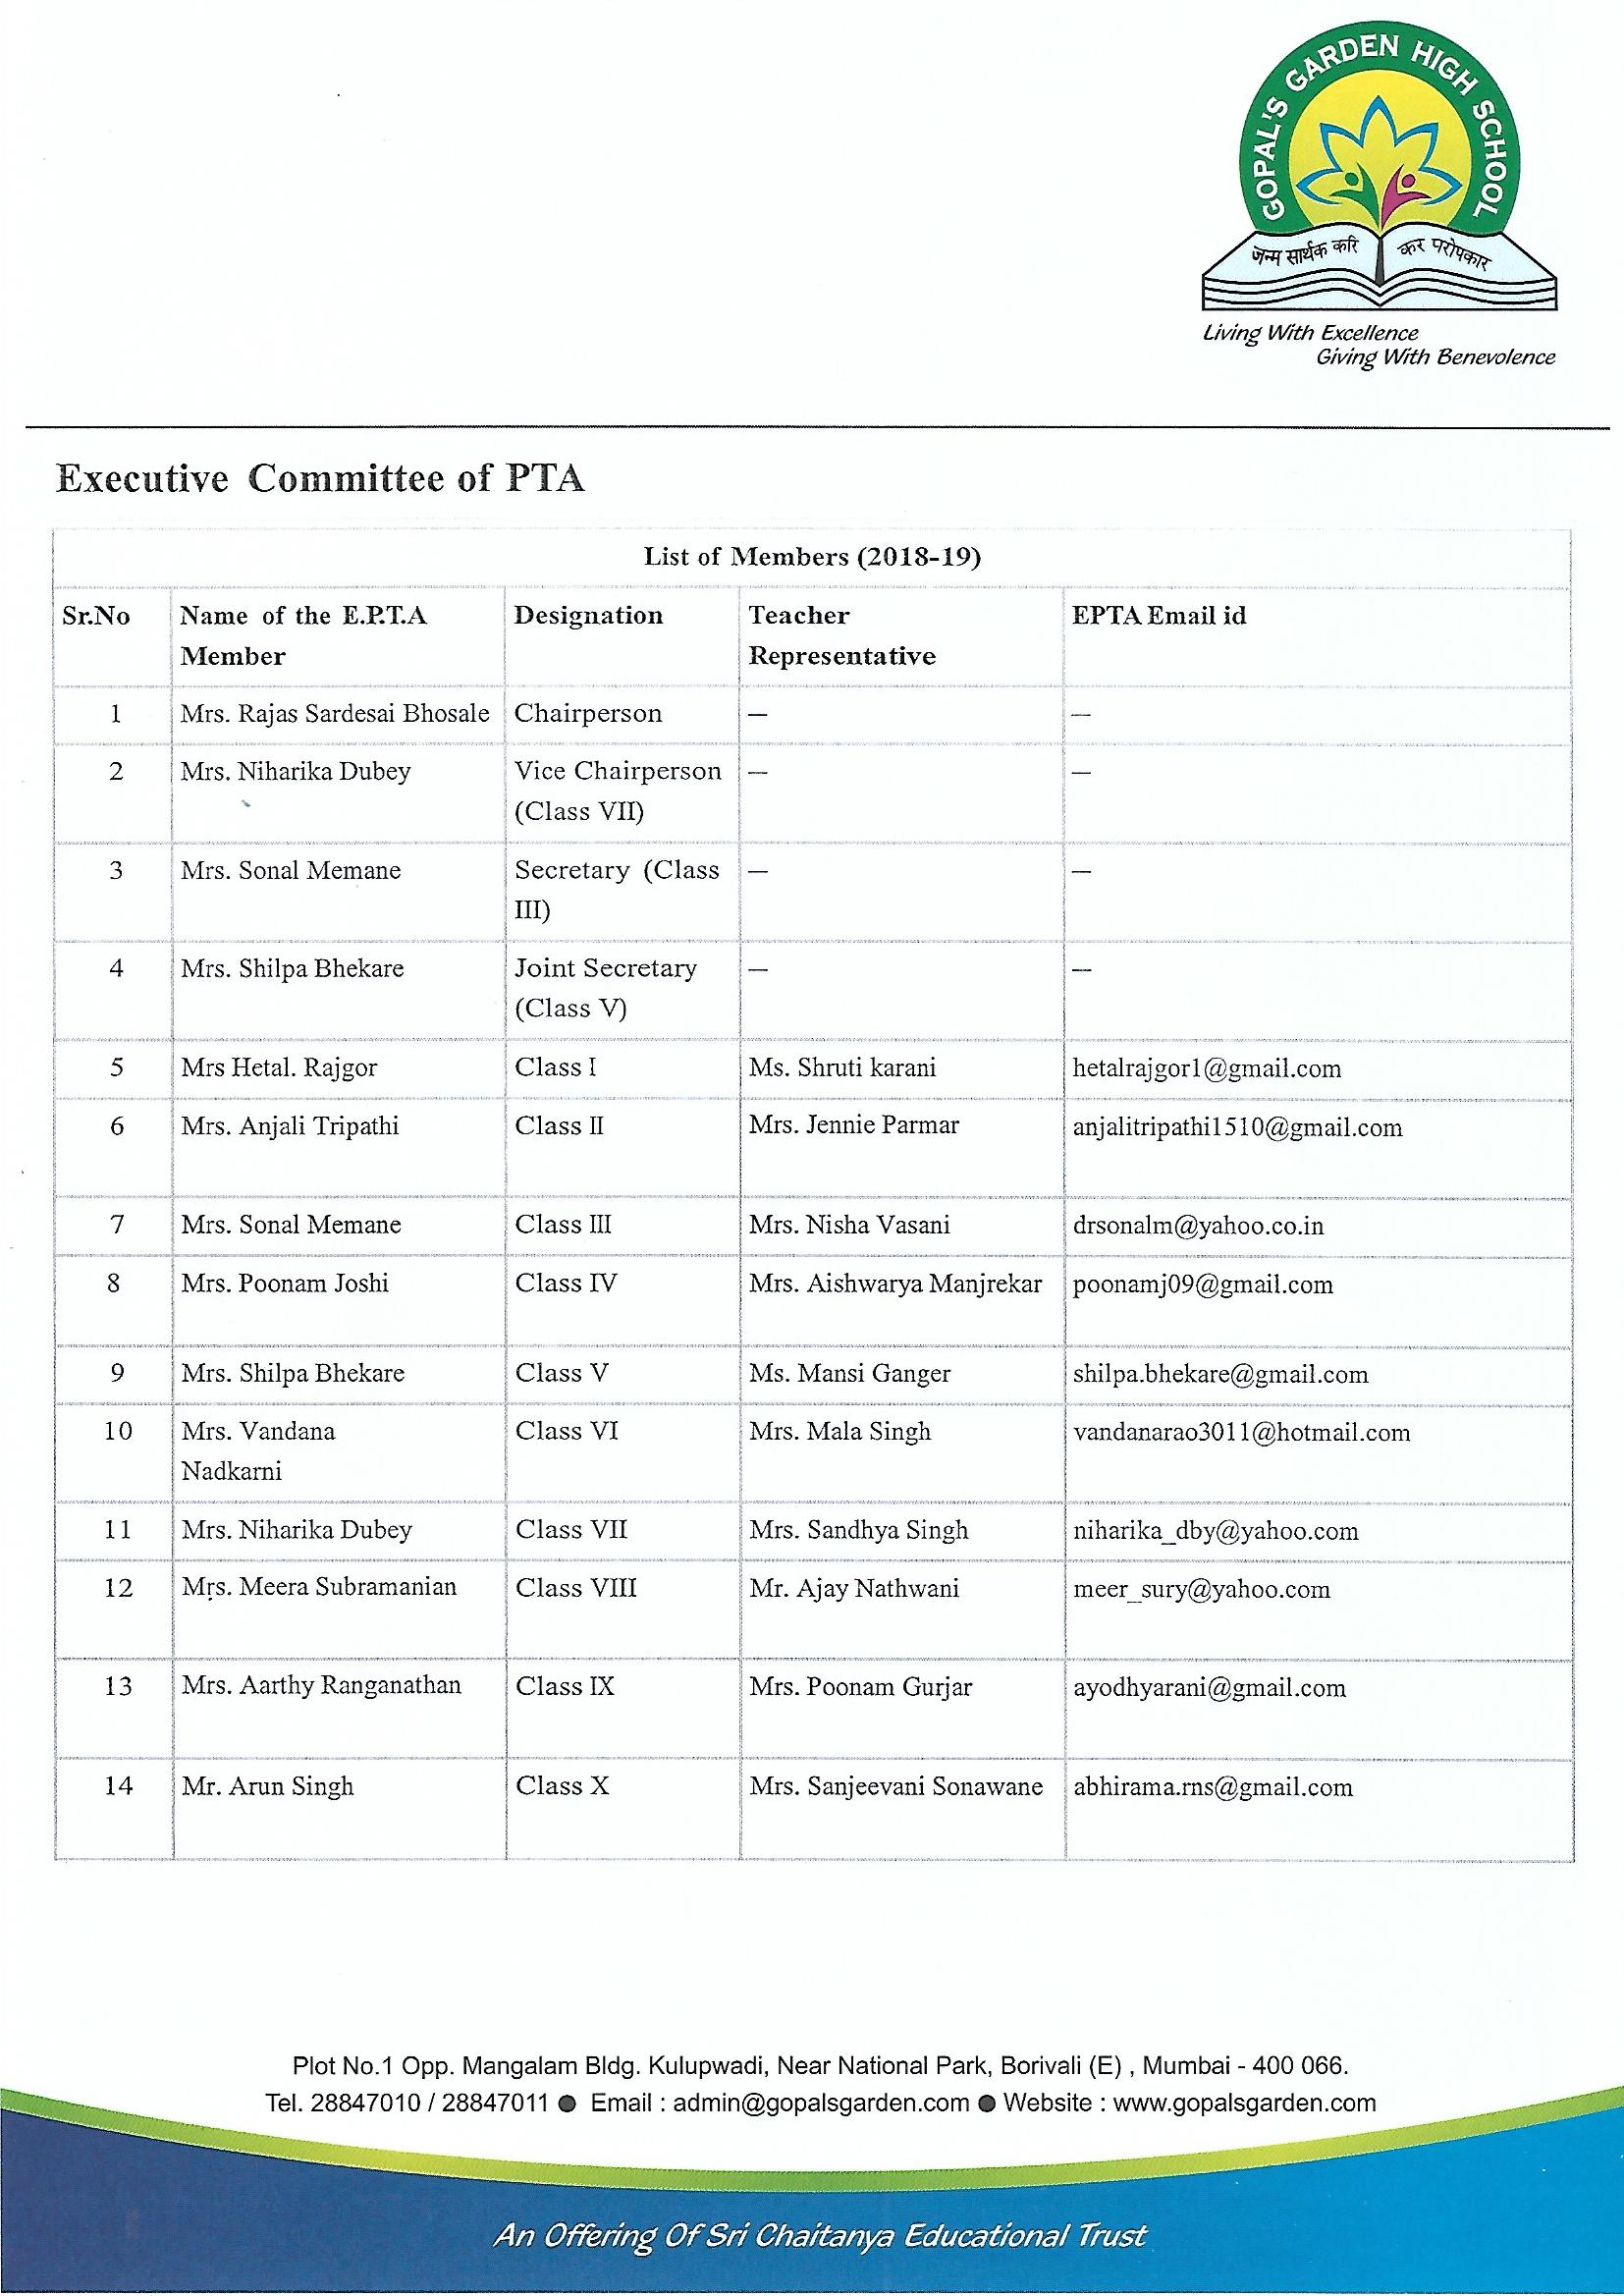 GOPAL'S GARDEN HIGH SCHOOL
जन्म सार्थक करि कर परोपकार
Living With Excellence
Giving With Benevolence
Executive Committee of PTA
List of Members (2018-19)
Sr.No Name of the E.P.T.A Designation Teacher EPTA Email id
Member Representative
1 Mrs. Rajas Sardesai Bhosale Chairperson — —
2 Mrs. Niharika Dubey Vice Chairperson — —
(Class VII)
3 Mrs. Sonal Memane Secretary (Class — —
III)
4 Mrs. Shilpa Bhekare Joint Secretary — —
(Class V)
5 Mrs Hetal. Rajgor Class I Ms. Shruti karani hetalrajgor1@gmail.com
6 Mrs. Anjali Tripathi Class II Mrs. Jennie Parmar anjalitripathi1510@gmail.com
7 Mrs. Sonal Memane Class III Mrs. Nisha Vasani drsonalm@yahoo.co.in
8 Mrs. Poonam Joshi Class IV Mrs. Aishwarya Manjrekar poonamj09@gmail.com
9 Mrs. Shilpa Bhekare Class V Ms. Mansi Ganger shilpa.bhekare@gmail.com
10 Mrs. Vandana Class VI Mrs. Mala Singh vandanarao3011@hotmail.com
Nadkarni
11 Mrs. Niharika Dubey Class VII Mrs. Sandhya Singh niharika_dby@yahoo.com
12 Mrs. Meera Subramanian Class VIII Mr. Ajay Nathwani meer_sury@yahoo.com
13 Mrs. Aarthy Ranganathan Class IX Mrs. Poonam Gurjar ayodhyarani@gmail.com
14 Mr. Arun Singh Class X Mrs. Sanjeevani Sonawane abhirama.rns@gmail.com
Plot No.1 Opp. Mangalam Bldg. Kulupwadi, Near National Park, Borivali (E) , Mumbai - 400 066.
Tel. 28847010 / 28847011 ● Email : admin@gopalsgarden.com ● Website : www.gopalsgarden.com
An Offering Of Sri Chaitanya Educational Trust